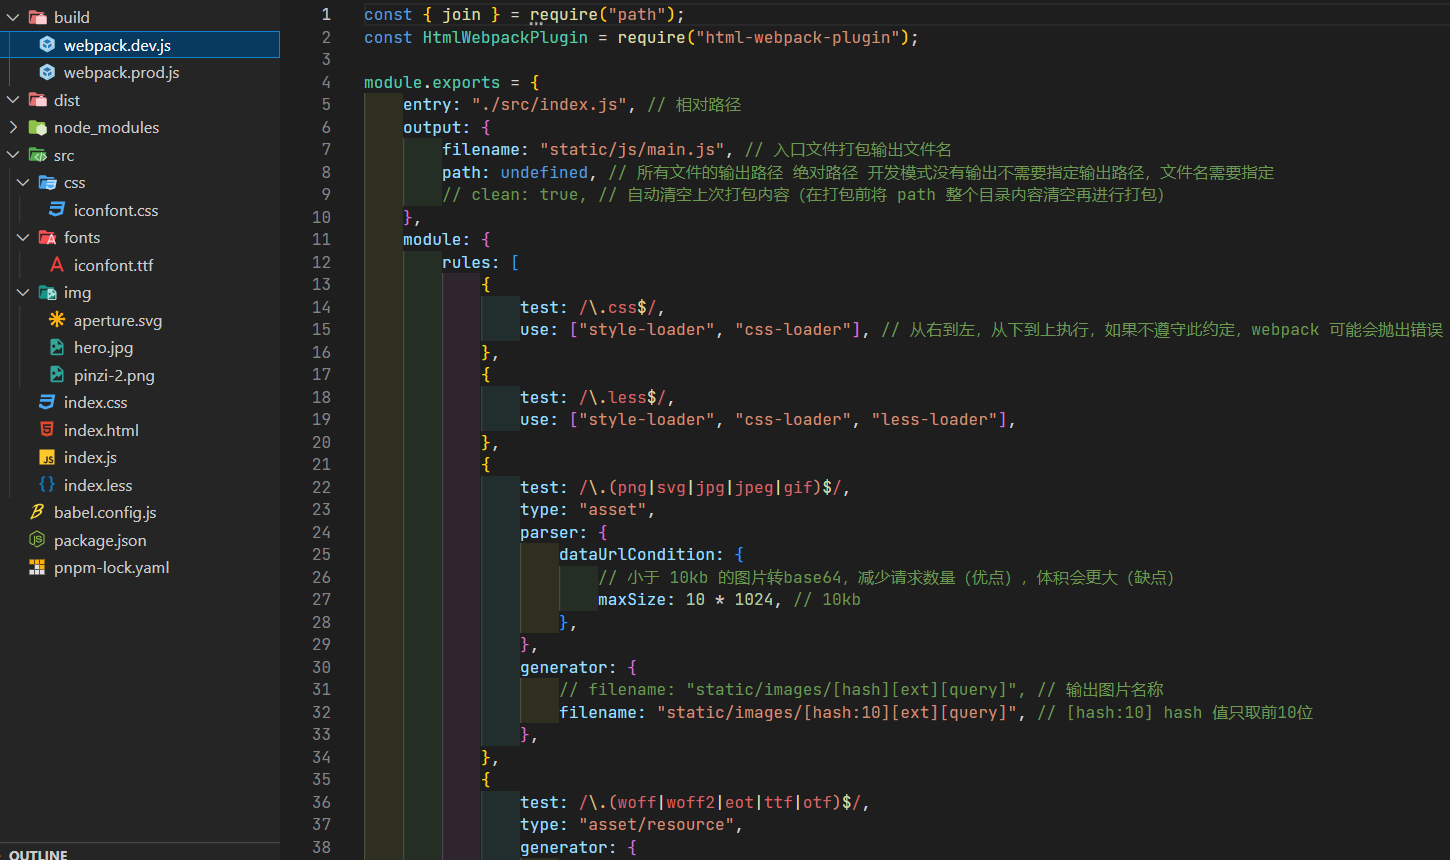 build
webpack.dev.js
webpack.prod.js
dist
node_modules
src
css
iconfont.css
fonts
iconfont.ttf
img
aperture.svg
hero.jpg
pinzi-2.png
index.css
index.html
index.js
index.less
babel.config.js
package.json
pnpm-lock.yaml
OUTLINE
1 const { join } = require("path");
2 const HtmlWebpackPlugin = require("html-webpack-plugin");
3
4 module.exports = {
5 entry: "./src/index.js", // 相对路径
6 output: {
7 filename: "static/js/main.js", // 入口文件打包输出文件名
8 path: undefined, // 所有文件的输出路径 绝对路径 开发模式没有输出不需要指定输出路径，文件名需要指定
9 // clean: true, // 自动清空上次打包内容（在打包前将 path 整个目录内容清空再进行打包）
10 },
11 module: {
12 rules: [
13 {
14 test: /\.css$/,
15 use: ["style-loader", "css-loader"], // 从右到左，从下到上执行，如果不遵守此约定，webpack 可能会抛出错误
16 },
17 {
18 test: /\.less$/,
19 use: ["style-loader", "css-loader", "less-loader"],
20 },
21 {
22 test: /\.(png|svg|jpg|jpeg|gif)$/,
23 type: "asset",
24 parser: {
25 dataUrlCondition: {
26 // 小于 10kb 的图片转base64，减少请求数量（优点），体积会更大（缺点）
27 maxSize: 10 * 1024, // 10kb
28 },
29 },
30 generator: {
31 // filename: "static/images/[hash][ext][query]", // 输出图片名称
32 filename: "static/images/[hash:10][ext][query]", // [hash:10] hash 值只取前10位
33 },
34 },
35 {
36 test: /\.(woff|woff2|eot|ttf|otf)$/,
37 type: "asset/resource",
38 generator: {